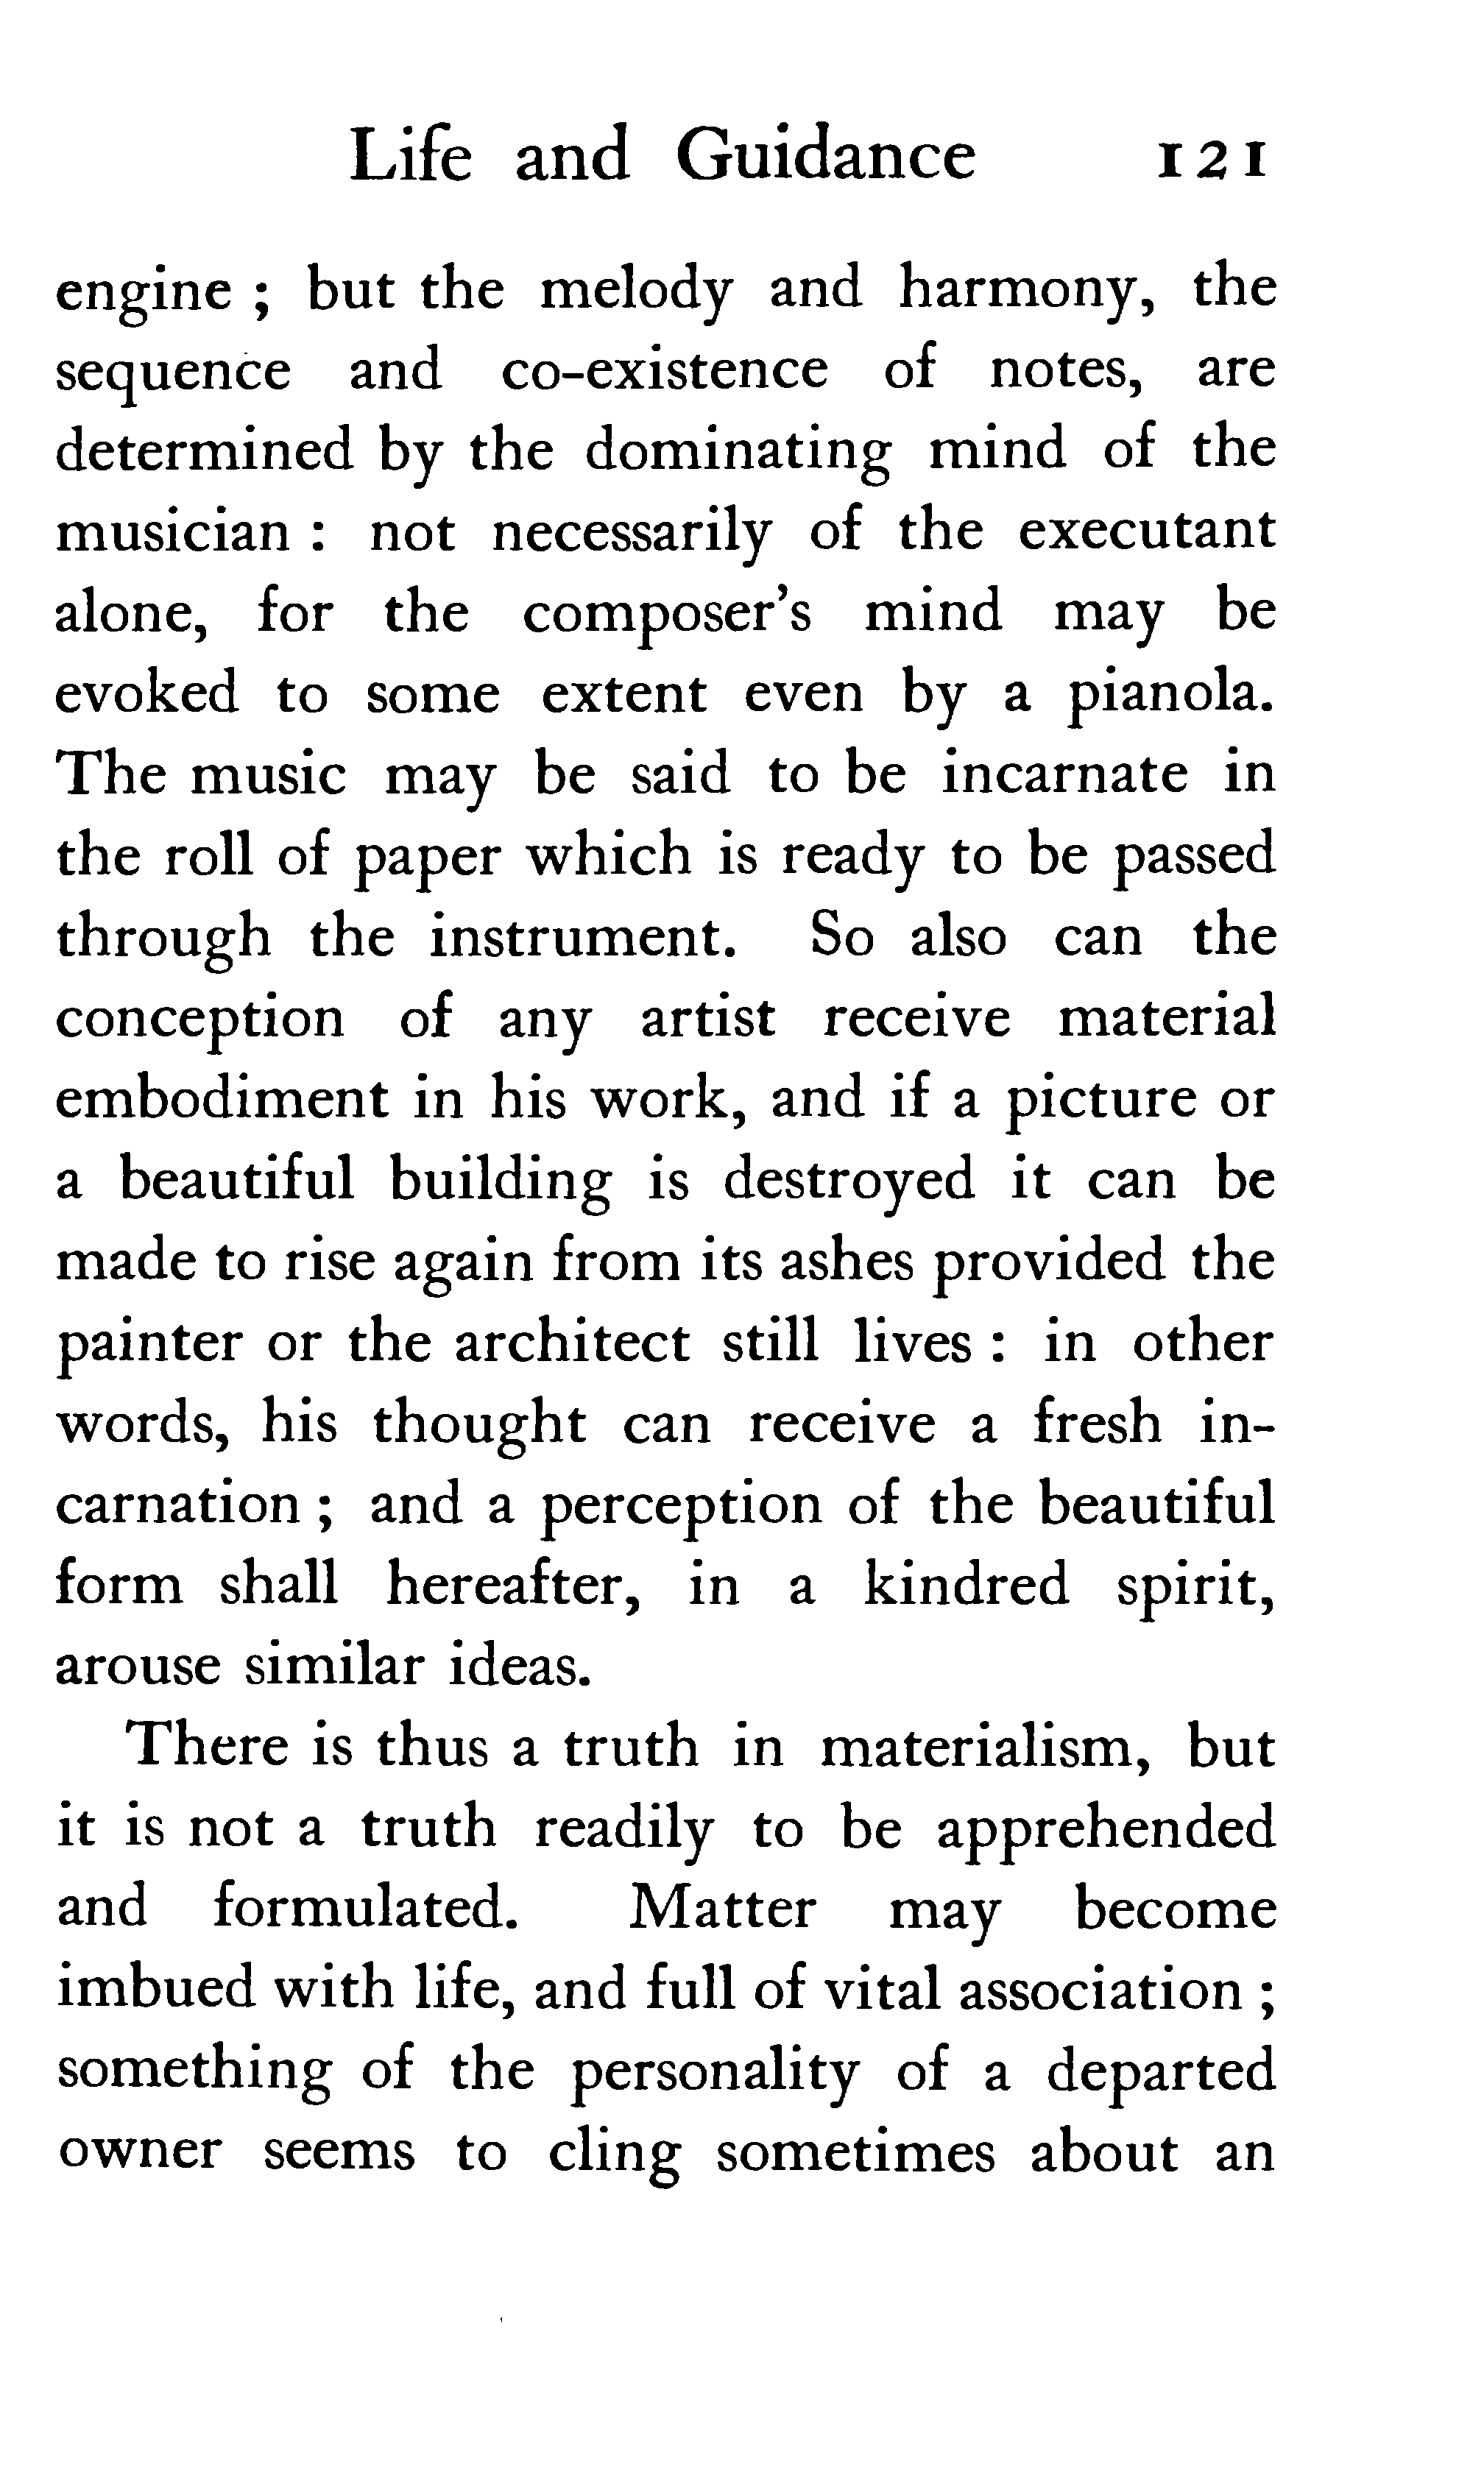 Life and Guidance 121
engine ; but the melody and harmony, the
sequence and co-existence of notes, are
determined by the dominating mind of the
musician : not necessarily of the executant
alone, for the composer's mind may be
evoked to some extent even by a pianola.
The music may be said to be incarnate in
the roll of paper which is ready to be passed
through the instrument. So also can the
conception of any artist receive material
embodiment in his work, and if a picture or
a beautiful building is destroyed it can be
made to rise again from its ashes provided the
painter or the architect still lives : in other
words, his thought can receive a fresh in-
carnation ; and a perception of the beautiful
form shall hereafter, in a kindred spirit,
arouse similar ideas.
There is thus a truth in materialism, but
it is not a truth readily to be apprehended
and formulated. Matter may become
imbued with life, and full of vital association ;
something of the personality of a departed
owner seems to cling sometimes about an